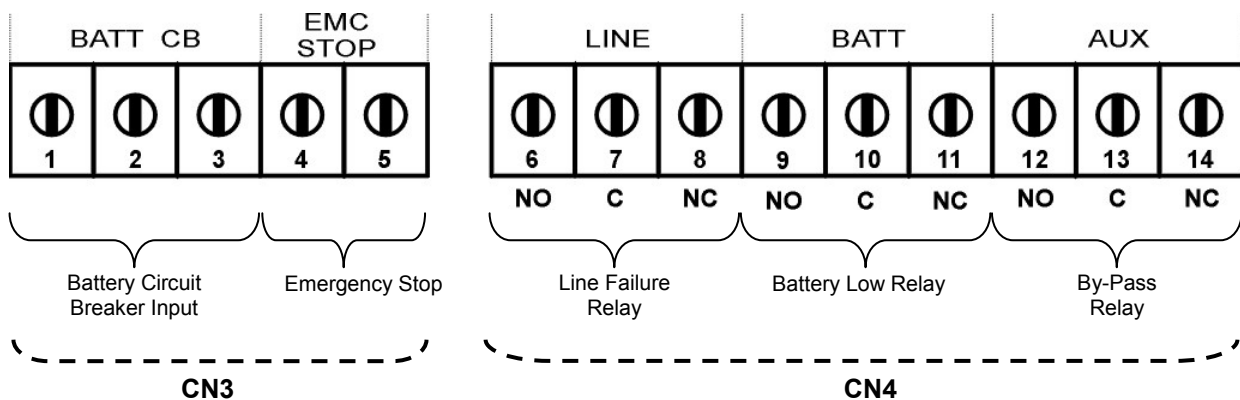 BATT CB
EMC
STOP
LINE
BATT
AUX
1 2 3 4 5
6 7 8 9 10 11 12 13 14
NO C NC NO C NC NO C NC
Battery Circuit
Breaker Input
Emergency Stop
Line Failure
Relay
Battery Low Relay
By-Pass
Relay
CN3
CN4